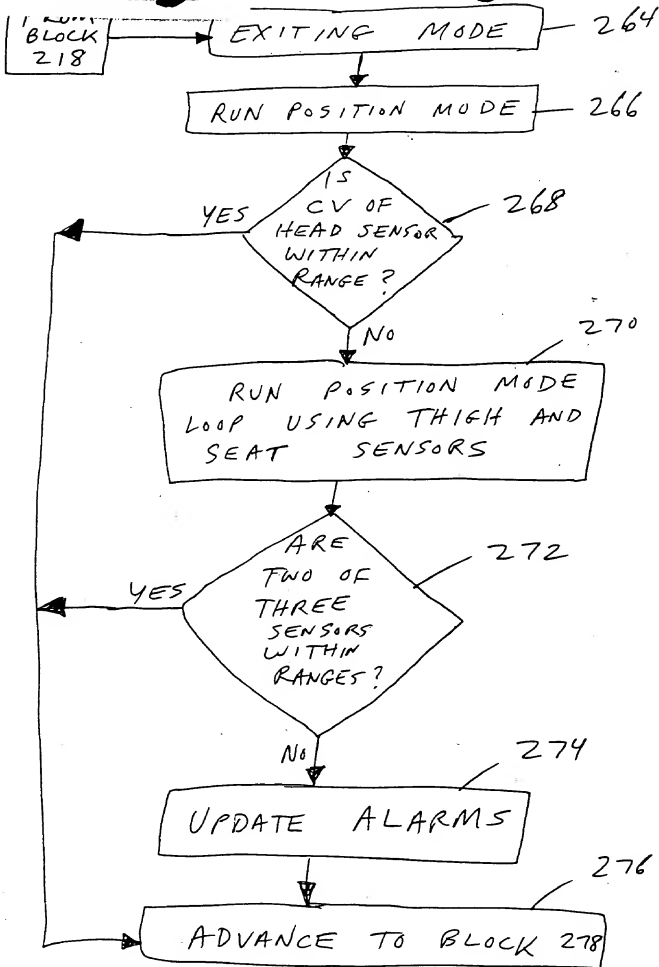 BLOCK
218
EXITING MODE
264
RUN POSITION MODE
266
IS
CV OF
HEAD SENSOR
WITHIN
RANGE?
268
YES
NO
270
RUN POSITION MODE
LOOP USING THIGH AND
SEAT SENSORS
ARE
TWO OF
THREE
SENSORS
WITHIN
RANGES?
272
YES
NO
274
UPDATE ALARMS
276
ADVANCE TO BLOCK 278